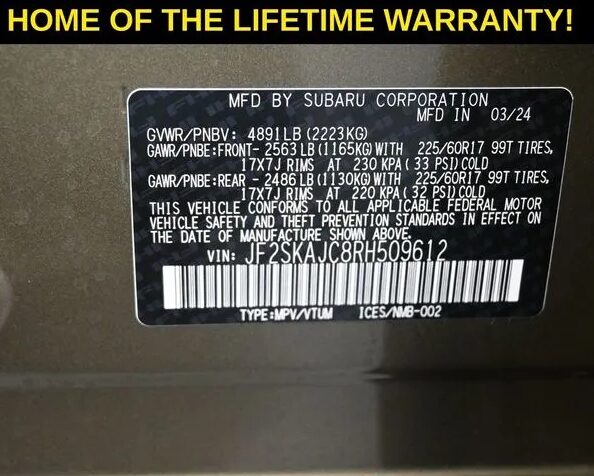 HOME OF THE LIFETIME WARRANTY!
MFD BY SUBARU CORPORATION
MFD IN 03/24
GVWR/PNBV: 4891LB (2223KG)
GAWR/PNBE:FRONT- 2563LB (1165KG) WITH 225/60R17 99T TIRES,
17X7J RIMS AT 230 KPA (33 PSI) COLD
GAWR/PNBE:REAR - 2486LB (1130KG) WITH 225/60R17 99T TIRES,
17X7J RIMS AT 220 KPA (32 PSI) COLD
THIS VEHICLE CONFORMS TO ALL APPLICABLE FEDERAL MOTOR
VEHICLE SAFETY AND THEFT PREVENTION STANDARDS IN EFFECT ON
THE DATE OF MANUFACTURE SHOWN ABOVE.
VIN: JF2SKAJC8RH509612
TYPE:MPV/VTUM ICES/NMB-002